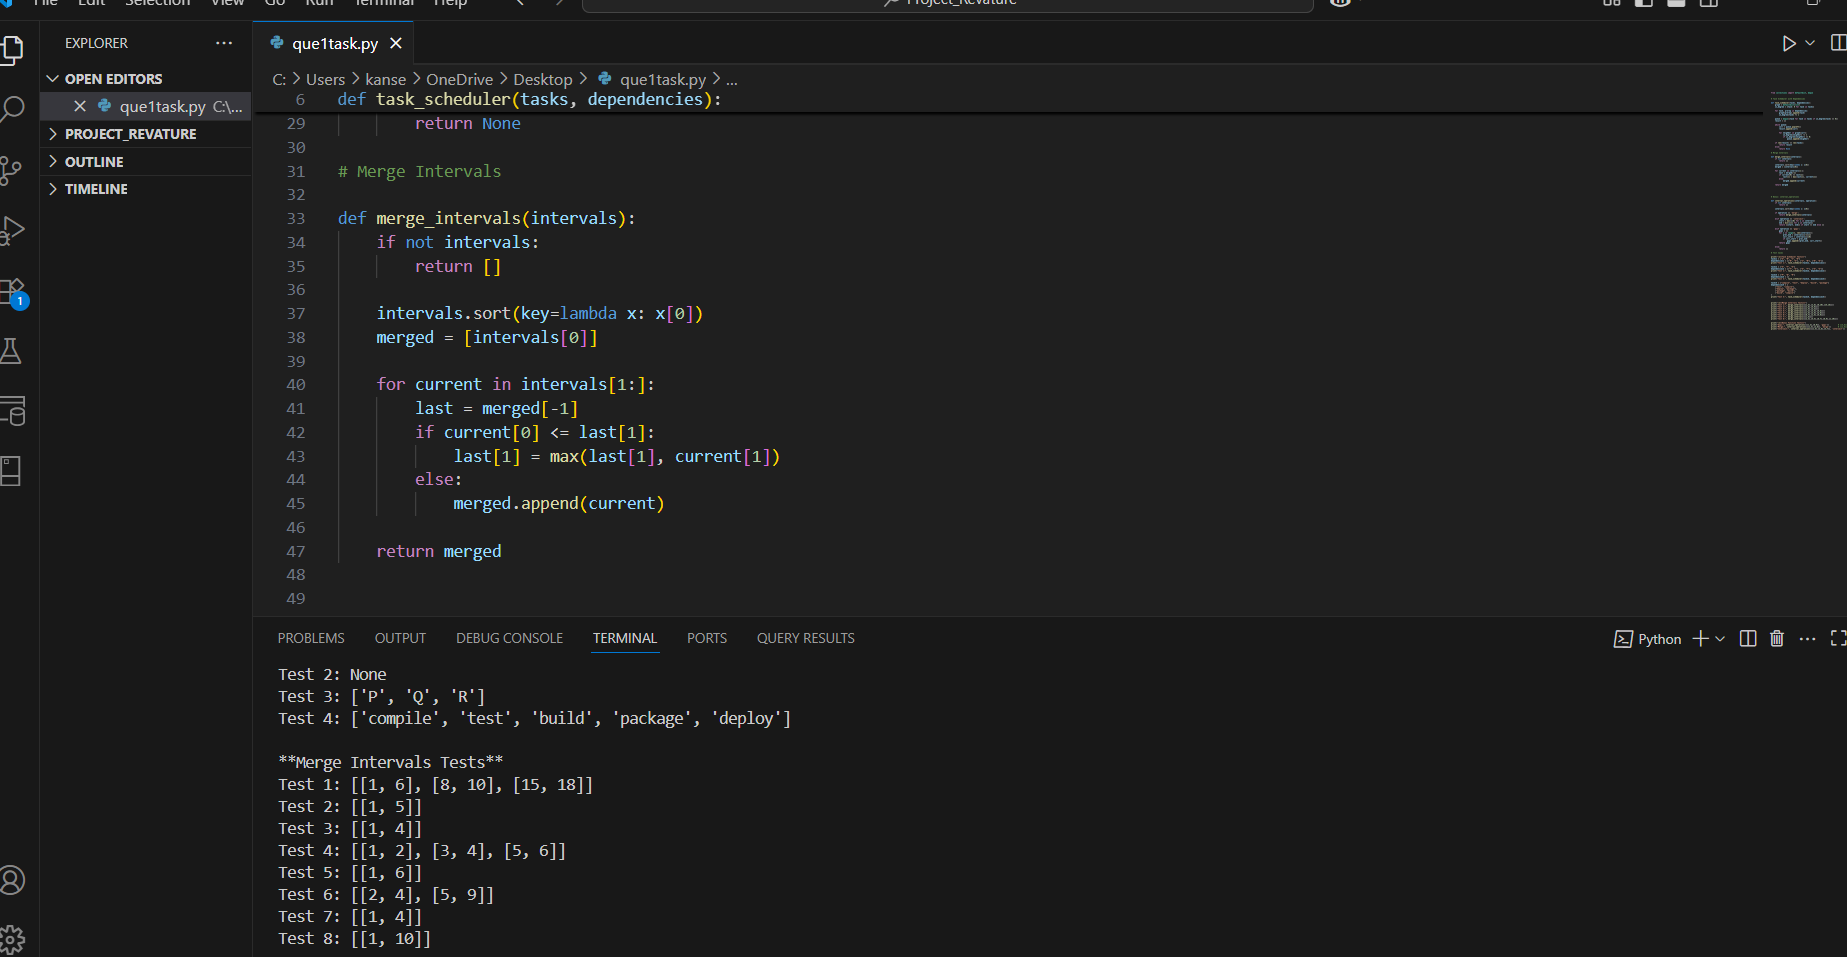 File Edit Selection View Go Run Terminal Help
Project_Revature
EXPLORER
OPEN EDITORS
que1task.py C:\...
PROJECT_REVATURE
OUTLINE
TIMELINE
1
que1task.py
C: > Users > kanse > OneDrive > Desktop > que1task.py > ...
6 def task_scheduler(tasks, dependencies):
29 return None
30
31 # Merge Intervals
32
33 def merge_intervals(intervals):
34 if not intervals:
35 return []
36
37 intervals.sort(key=lambda x: x[0])
38 merged = [intervals[0]]
39
40 for current in intervals[1:]:
41 last = merged[-1]
42 if current[0] <= last[1]:
43 last[1] = max(last[1], current[1])
44 else:
45 merged.append(current)
46
47 return merged
48
49
PROBLEMS OUTPUT DEBUG CONSOLE TERMINAL PORTS QUERY RESULTS
Python
Test 2: None
Test 3: ['P', 'Q', 'R']
Test 4: ['compile', 'test', 'build', 'package', 'deploy']
**Merge Intervals Tests**
Test 1: [[1, 6], [8, 10], [15, 18]]
Test 2: [[1, 5]]
Test 3: [[1, 4]]
Test 4: [[1, 2], [3, 4], [5, 6]]
Test 5: [[1, 6]]
Test 6: [[2, 4], [5, 9]]
Test 7: [[1, 4]]
Test 8: [[1, 10]]